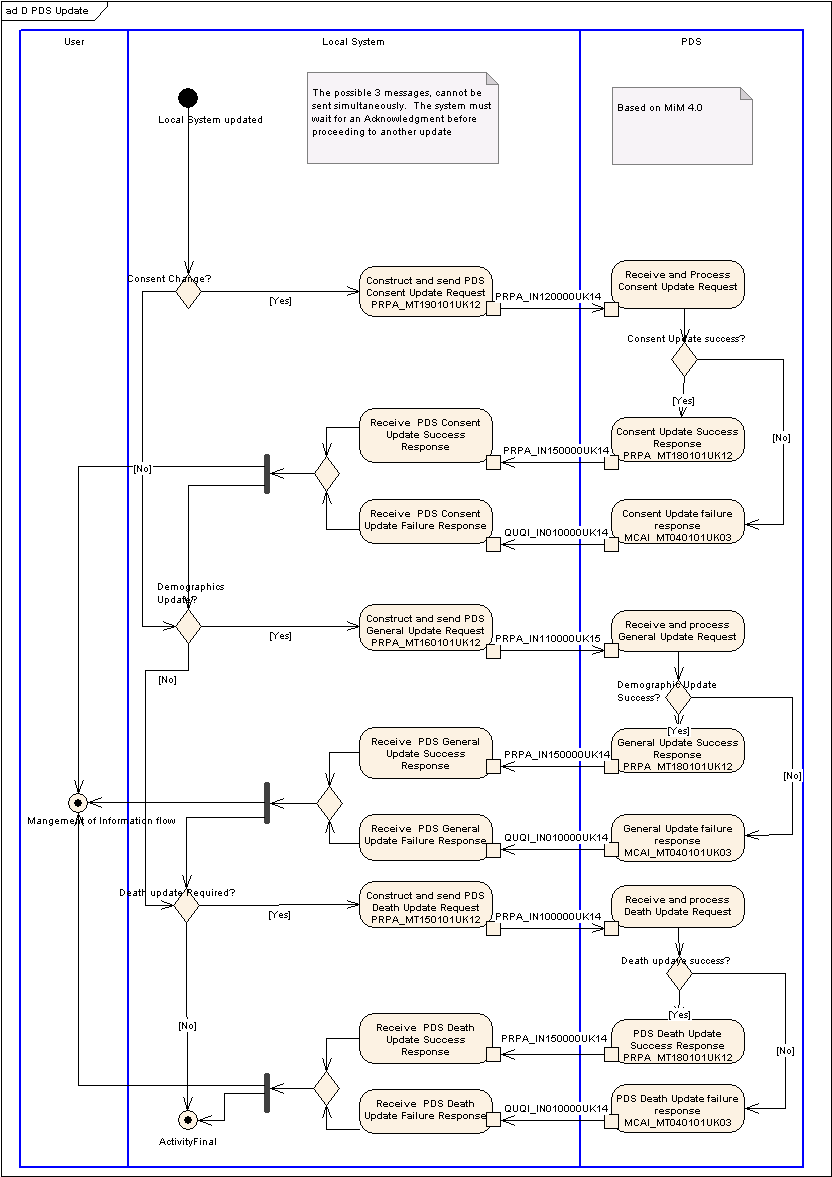 ad D PDS Update
User
Local System
PDS
The possible 3 messages, cannot be
sent simultaneously. The system must
wait for an Acknowledgment before
proceeding to another update
Based on MiM 4.0
Local System updated
Consent Change?
[Yes]
Construct and send PDS
Consent Update Request
PRPA_MT190101UK12
PRPA_IN120000UK14
Receive and Process
Consent Update Request
Consent Update success?
[Yes]
[No]
Receive PDS Consent
Update Success
Response
PRPA_IN150000UK14
Consent Update Success
Response
PRPA_MT180101UK12
[No]
Receive PDS Consent
Update Failure Response
QUQI_IN010000UK14
Consent Update failure
response
MCAI_MT040101UK03
Demographics
Update?
[Yes]
[No]
Construct and send PDS
General Update Request
PRPA_MT160101UK12
PRPA_IN110000UK15
Receive and process
General Update Request
Demographic Update
Success?
[Yes]
[No]
Receive PDS General
Update Success
Response
PRPA_IN150000UK14
General Update Success
Response
PRPA_MT180101UK12
Mangement of Information flow
Receive PDS General
Update Failure Response
QUQI_IN010000UK14
General Update failure
response
MCAI_MT040101UK03
Death update Required?
[Yes]
Construct and send PDS
Death Update Request
PRPA_MT150101UK12
PRPA_IN100000UK14
Receive and process
Death Update Request
Death update success?
[Yes]
[No]
[No]
Receive PDS Death
Update Success
Response
PRPA_IN150000UK14
PDS Death Update
Success Response
PRPA_MT180101UK12
Receive PDS Death
Update Failure Response
QUQI_IN010000UK14
PDS Death Update failure
response
MCAI_MT040101UK03
ActivityFinal